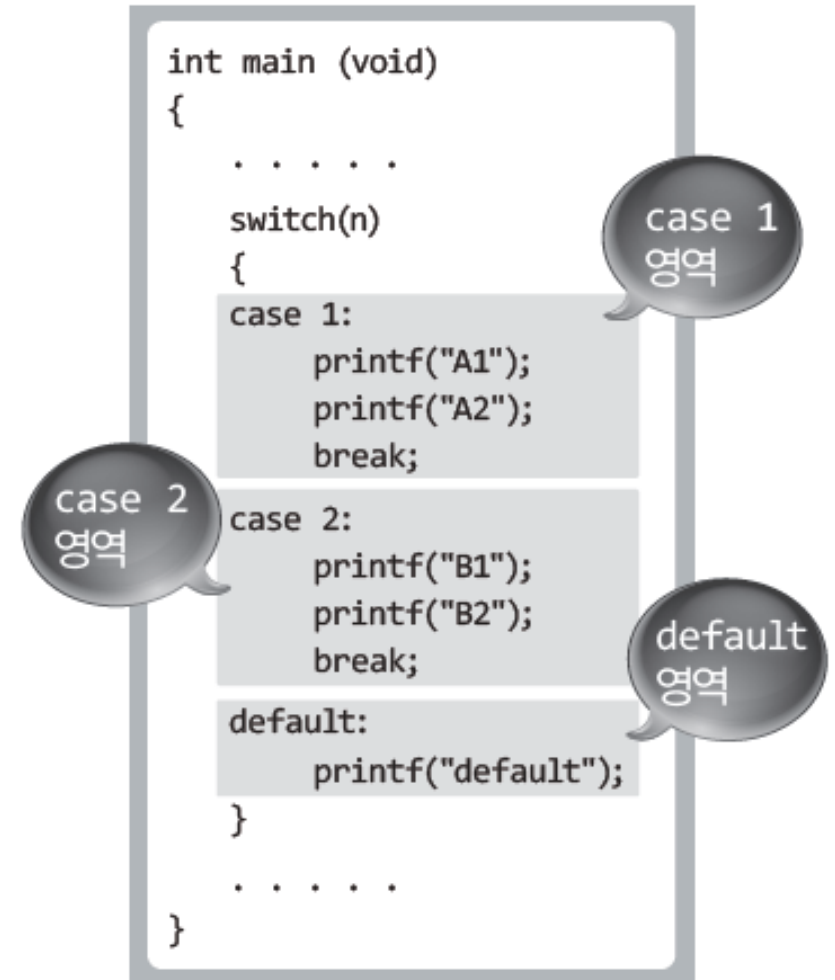 int main (void)
{
. . . . .
switch(n)
{
case 1
영역
case 1:
printf("A1");
printf("A2");
break;
case 2
영역
case 2:
printf("B1");
printf("B2");
break;
default
영역
default:
printf("default");
}
. . . . .
}